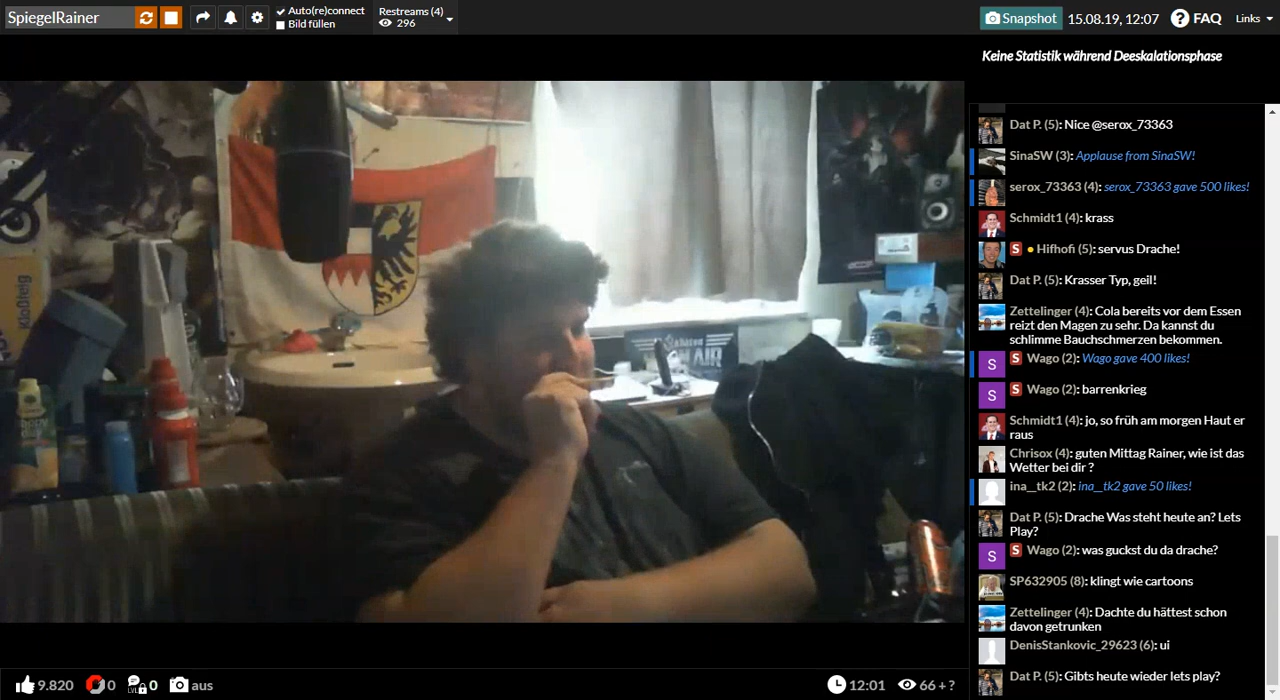 SpiegelRainer
Auto(re)connect
Bild füllen
Restreams (4)
296
Snapshot
15.08.19, 12:07
FAQ
Links
Keine Statistik während Deeskalationsphase
Dat P. (5): Nice @serox_73363
SinaSW (3): Applause from SinaSW!
serox_73363 (4): serox_73363 gave 500 likes!
Schmidt1 (4): krass
S Hifhofi (5): servus Drache!
Dat P. (5): Krasser Typ, geil!
Zettelinger (4): Cola bereits vor dem Essen
reizt den Magen zu sehr. Da kannst du
schlimme Bauchschmerzen bekommen.
S S Wago (2): Wago gave 400 likes!
S S Wago (2): barrenkrieg
Schmidt1 (4): jo, so früh am morgen Haut er
raus
Chrisox (4): guten Mittag Rainer, wie ist das
Wetter bei dir ?
ina__tk2 (2): ina__tk2 gave 50 likes!
Dat P. (5): Drache Was steht heute an? Lets
Play?
S S Wago (2): was guckst du da drache?
SP632905 (8): klingt wie cartoons
Zettelinger (4): Dachte du hättest schon
davon getrunken
DenisStankovic_29623 (6): ui
Dat P. (5): Gibts heute wieder lets play?
9.820
0
LVL
0
aus
12:01
66 + ?